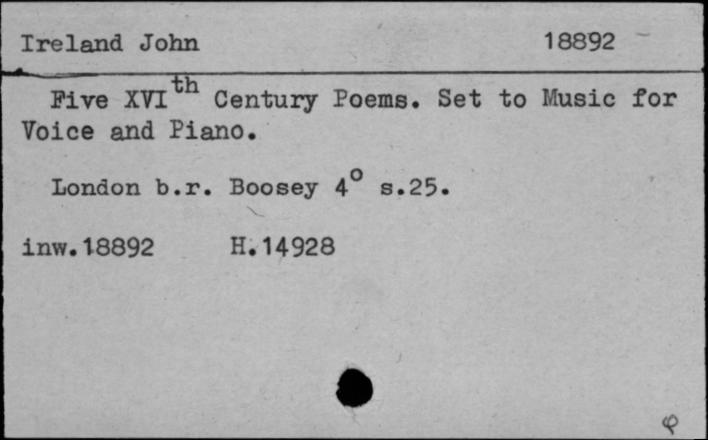 Ireland John 18892
Five XVIth Century Poems. Set to Music for
Voice and Piano.
London b.r. Boosey 4° s.25.
inw.18892 H.14928